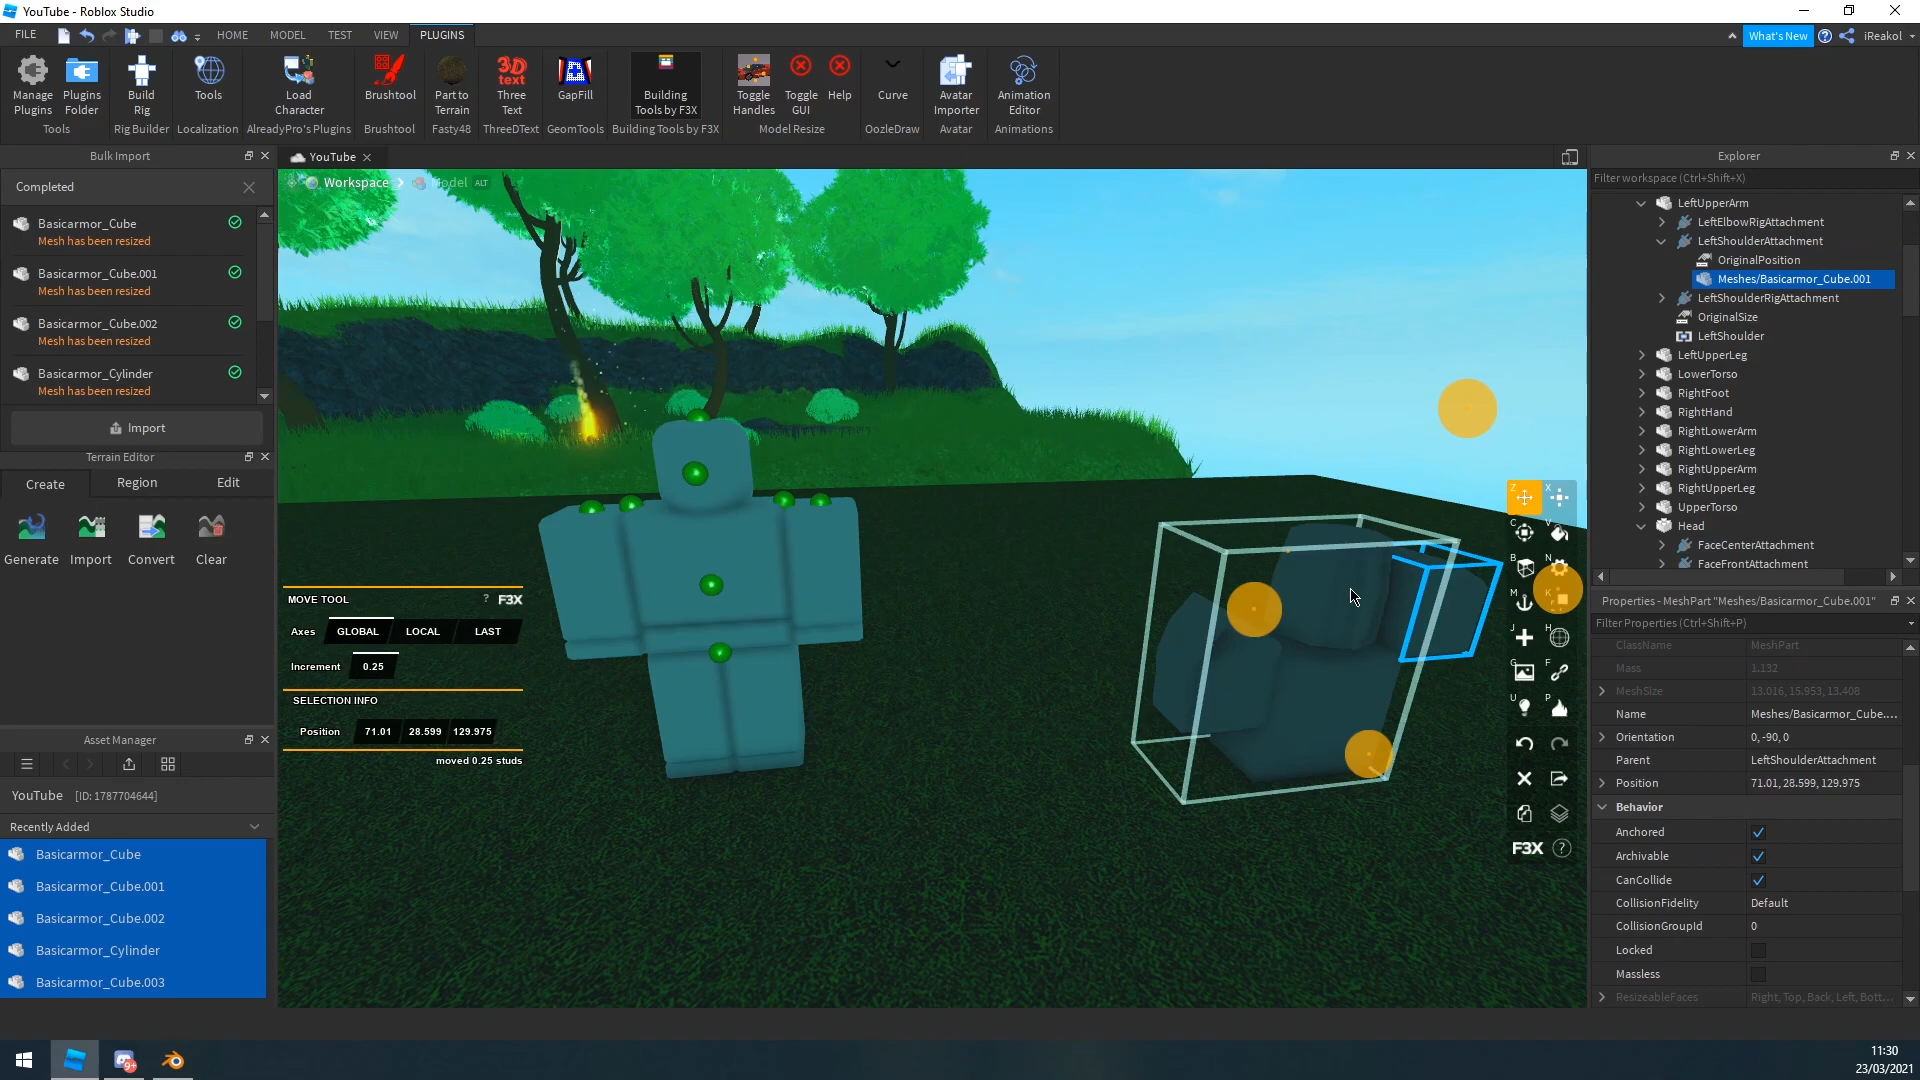 YouTube - Roblox Studio
FILE
HOME
MODEL
TEST
VIEW
PLUGINS
What's New
iReakol
Manage Plugins
Plugins Folder
Build Rig
Tools
Load Character
Brushtool
Part to Terrain
3D text
Three Text
GapFill
Building Tools by F3X
Toggle Handles
Toggle GUI
Help
Curve
Avatar Importer
Animation Editor
Tools
Rig Builder
Localization
AlreadyPro's Plugins
Brushtool
Fasty48
ThreeDText
GeomTools
Building Tools by F3X
Model Resize
OozleDraw
Avatar
Animations
Bulk Import
Completed
Basicarmor_Cube
Mesh has been resized
Basicarmor_Cube.001
Mesh has been resized
Basicarmor_Cube.002
Mesh has been resized
Basicarmor_Cylinder
Mesh has been resized
Import
Terrain Editor
Create
Region
Edit
Generate
Import
Convert
Clear
Asset Manager
YouTube [ID: 1787704644]
Recently Added
Basicarmor_Cube
Basicarmor_Cube.001
Basicarmor_Cube.002
Basicarmor_Cylinder
Basicarmor_Cube.003
YouTube
Workspace
Model
ALT
MOVE TOOL
? F3X
Axes GLOBAL LOCAL LAST
Increment 0.25
SELECTION INFO
Position 71.01 28.599 129.975
moved 0.25 studs
Z X
C V
B N
M K
J H
G F
U P
F3X ?
Explorer
Filter workspace (Ctrl+Shift+X)
LeftUpperArm
LeftElbowRigAttachment
LeftShoulderAttachment
OriginalPosition
Meshes/Basicarmor_Cube.001
LeftShoulderRigAttachment
OriginalSize
LeftShoulder
LeftUpperLeg
LowerTorso
RightFoot
RightHand
RightLowerArm
RightLowerLeg
RightUpperArm
RightUpperLeg
UpperTorso
Head
FaceCenterAttachment
FaceFrontAttachment
Properties - MeshPart "Meshes/Basicarmor_Cube.001"
Filter Properties (Ctrl+Shift+P)
ClassName MeshPart
Mass 1.132
MeshSize 13.016, 15.953, 13.408
Name Meshes/Basicarmor_Cube....
Orientation 0, -90, 0
Parent LeftShoulderAttachment
Position 71.01, 28.599, 129.975
Behavior
Anchored
Archivable
CanCollide
CollisionFidelity Default
CollisionGroupId 0
Locked
Massless
ResizeableFaces Right, Top, Back, Left, Bott...
9+
11:30
23/03/2021